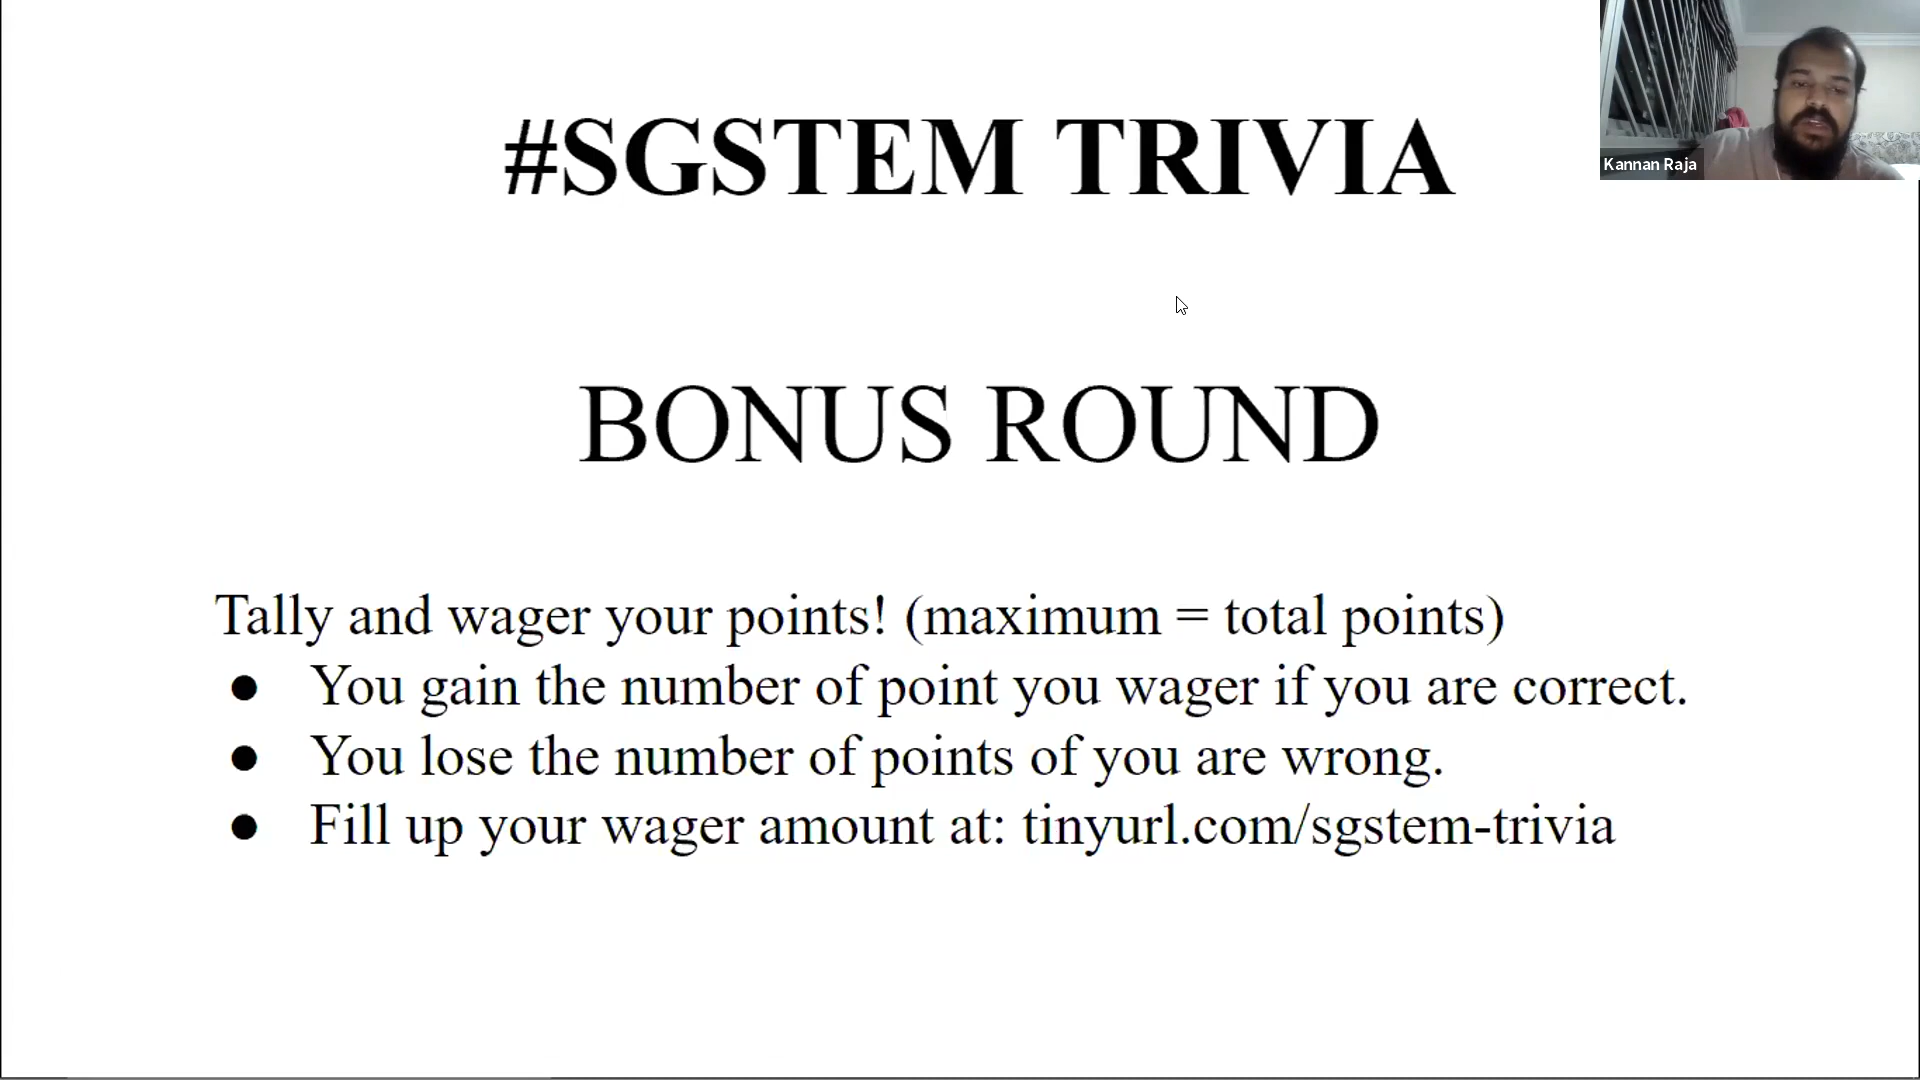 #SGSTEM TRIVIA
Kannan Raja
BONUS ROUND
Tally and wager your points! (maximum = total points)
● You gain the number of point you wager if you are correct.
● You lose the number of points of you are wrong.
● Fill up your wager amount at: tinyurl.com/sgstem-trivia